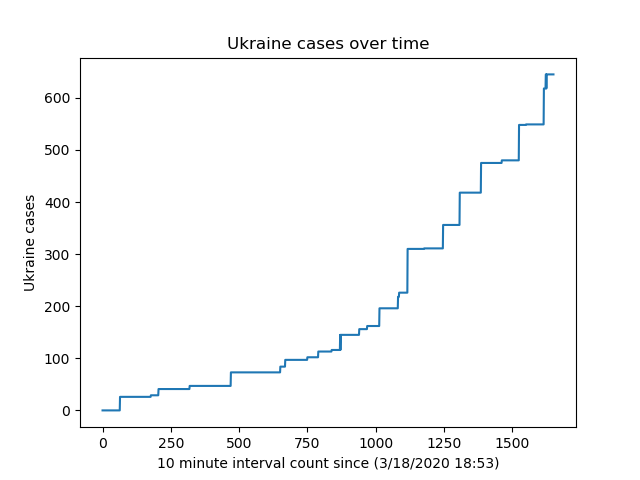 Ukraine cases over time
600
500
400
300
200
100
0
Ukraine cases
0 250 500 750 1000 1250 1500
10 minute interval count since (3/18/2020 18:53)